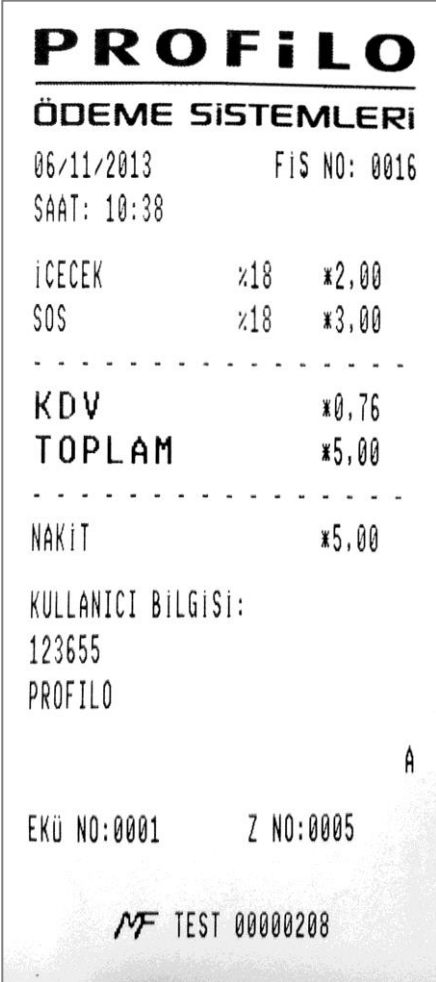 PROFiLO
ÖDEME SiSTEMLERi
06/11/2013 FiS NO: 0016
SAAT: 10:38
iCECEK %18 *2,00
SOS %18 *3,00
KDV *0,76
TOPLAM *5,00
NAKiT *5,00
KULLANICI BiLGiSi:
123655
PROFILO
A
EKÜ NO:0001 Z NO:0005
MF TEST 00000208